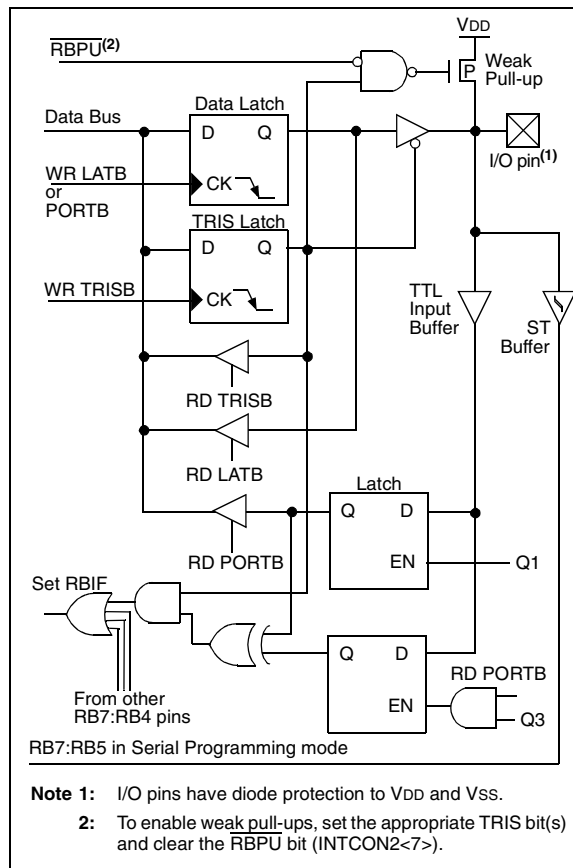 VDD
RBPU(2)
P
Weak
Pull-up
Data Bus
Data Latch
D Q
I/O pin(1)
WR LATB
or
PORTB
CK
TRIS Latch
D Q
WR TRISB
CK
TTL
Input
Buffer
ST
Buffer
RD TRISB
RD LATB
Latch
Q D
RD PORTB
EN
Q1
Set RBIF
Q D
RD PORTB
EN
Q3
From other
RB7:RB4 pins
RB7:RB5 in Serial Programming mode
Note 1: I/O pins have diode protection to VDD and VSS.
2: To enable weak pull-ups, set the appropriate TRIS bit(s)
and clear the RBPU bit (INTCON2<7>).